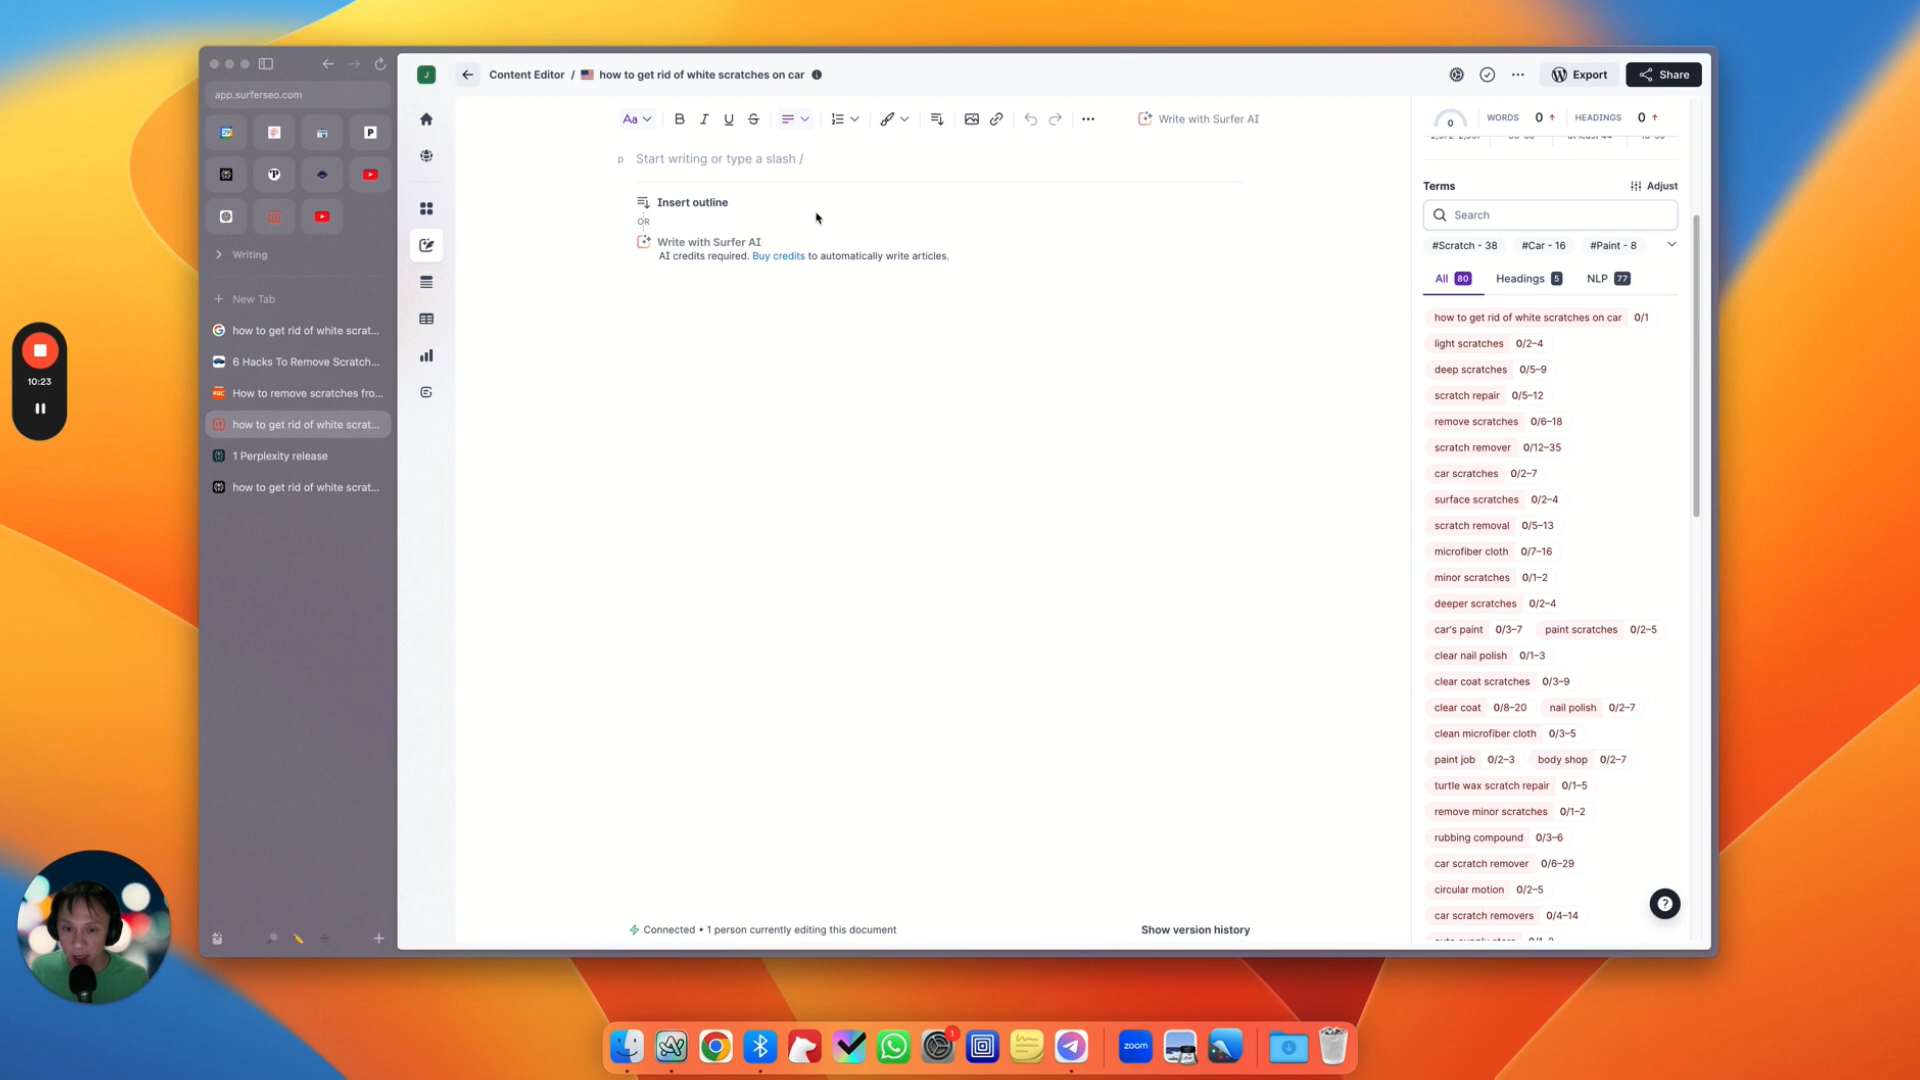 app.surferseo.com
J
Content Editor / how to get rid of white scratches on car
Export
Share
Aa
Write with Surfer AI
p Start writing or type a slash /
Insert outline
OR
Write with Surfer AI
AI credits required. Buy credits to automatically write articles.
Writing
New Tab
how to get rid of white scrat...
6 Hacks To Remove Scratch...
How to remove scratches fro...
how to get rid of white scrat...
1 Perplexity release
how to get rid of white scrat...
10:23
0
WORDS 0
HEADINGS 0
Terms
Adjust
Search
#Scratch - 38 #Car - 16 #Paint - 8
All 80 Headings 5 NLP 77
how to get rid of white scratches on car 0/1
light scratches 0/2–4
deep scratches 0/5–9
scratch repair 0/5–12
remove scratches 0/6–18
scratch remover 0/12–35
car scratches 0/2–7
surface scratches 0/2–4
scratch removal 0/5–13
microfiber cloth 0/7–16
minor scratches 0/1–2
deeper scratches 0/2–4
car's paint 0/3–7 paint scratches 0/2–5
clear nail polish 0/1–3
clear coat scratches 0/3–9
clear coat 0/8–20 nail polish 0/2–7
clean microfiber cloth 0/3–5
paint job 0/2–3 body shop 0/2–7
turtle wax scratch repair 0/1–5
remove minor scratches 0/1–2
rubbing compound 0/3–6
car scratch remover 0/6–29
circular motion 0/2–5
car scratch removers 0/4–14
Connected • 1 person currently editing this document
Show version history
?
1
zoom